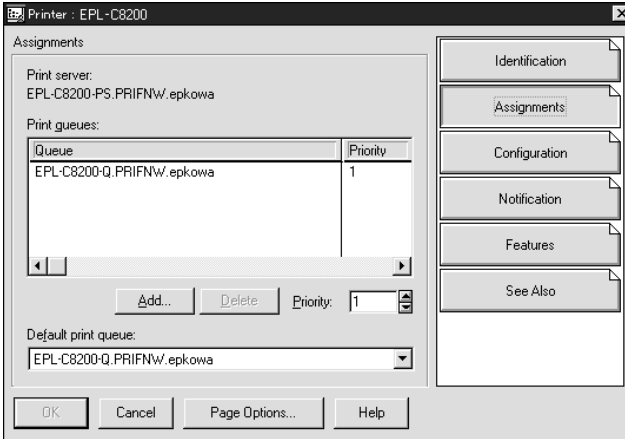 Printer : EPL-C8200
Assignments
Print server:
EPL-C8200-PS.PRIFNW.epkowa
Print queues:
Queue Priority
EPL-C8200-Q.PRIFNW.epkowa 1
Add... Delete Priority: 1
Default print queue:
EPL-C8200-Q.PRIFNW.epkowa
OK Cancel Page Options... Help
Identification
Assignments
Configuration
Notification
Features
See Also